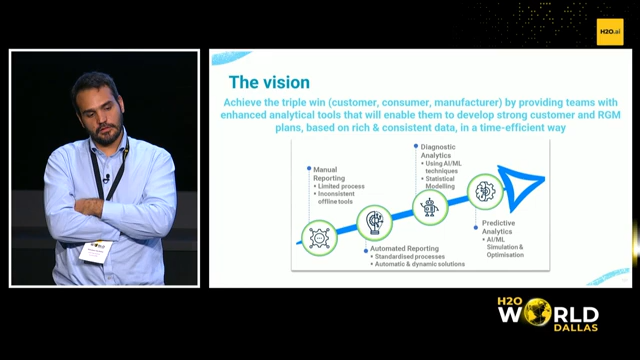 H2O.ai
The vision
Achieve the triple win (customer, consumer, manufacturer) by providing teams with
enhanced analytical tools that will enable them to develop strong customer and RGM
plans, based on rich & consistent data, in a time-efficient way
Manual
Reporting
• Limited process
• Inconsistent
offline tools
Automated Reporting
• Standardised processes
• Automatic & dynamic solutions
Diagnostic
Analytics
• Using AI/ML
techniques
• Statistical
Modelling
Predictive
Analytics
• AI/ML
Simulation &
Optimisation
H2O
WORLD
DALLAS